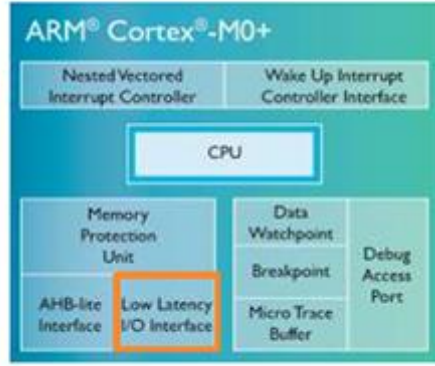 ARM® Cortex®-M0+
Nested Vectored
Interrupt Controller
Wake Up Interrupt
Controller Interface
CPU
Memory
Protection
Unit
AHB-lite
Interface
Low Latency
I/O Interface
Data
Watchpoint
Breakpoint
Micro Trace
Buffer
Debug
Access
Port